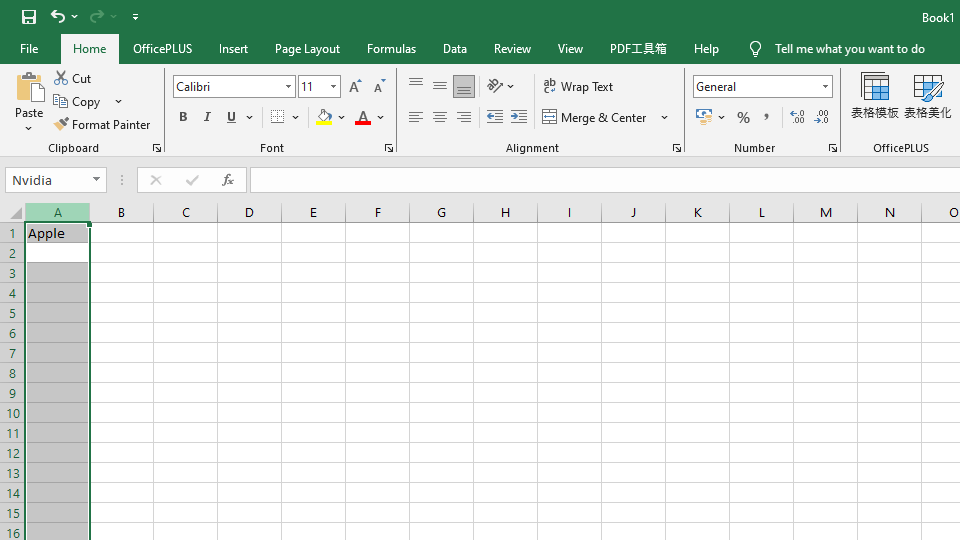 Book1
File Home OfficePLUS Insert Page Layout Formulas Data Review View PDF工具箱 Help Tell me what you want to do
Paste
Cut
Copy
Format Painter
Clipboard
Calibri 11
B I U
Font
Wrap Text
Merge & Center
Alignment
General
Number
表格模板 表格美化
OfficePLUS
Nvidia
A B C D E F G H I J K L M N O
1 Apple
2
3
4
5
6
7
8
9
10
11
12
13
14
15
16